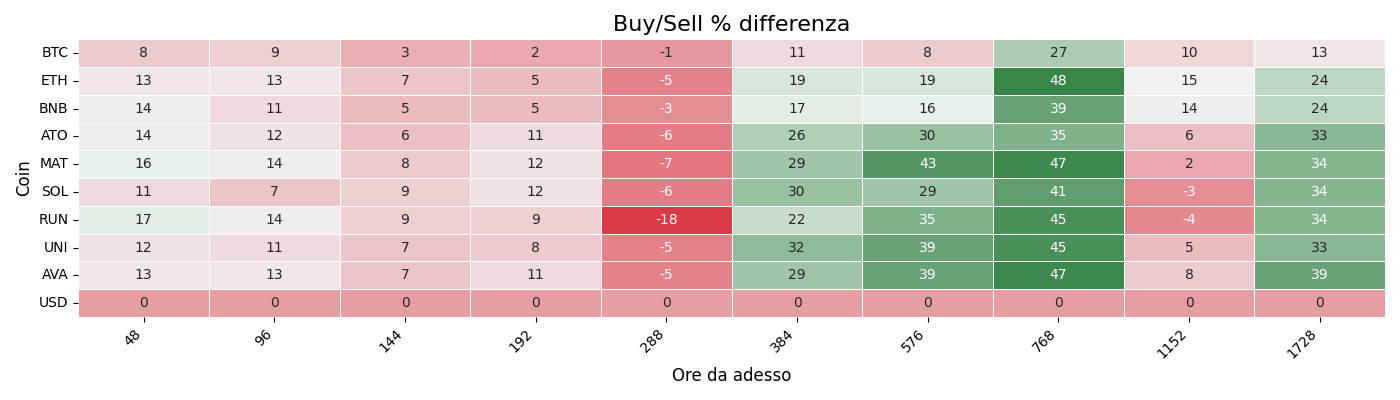 Buy/Sell % differenza
Coin
BTC 8 9 3 2 -1 11 8 27 10 13
ETH 13 13 7 5 -5 19 19 48 15 24
BNB 14 11 5 5 -3 17 16 39 14 24
ATO 14 12 6 11 -6 26 30 35 6 33
MAT 16 14 8 12 -7 29 43 47 2 34
SOL 11 7 9 12 -6 30 29 41 -3 34
RUN 17 14 9 9 -18 22 35 45 -4 34
UNI 12 11 7 8 -5 32 39 45 5 33
AVA 13 13 7 11 -5 29 39 47 8 39
USD 0 0 0 0 0 0 0 0 0 0
48 96 144 192 288 384 576 768 1152 1728
Ore da adesso